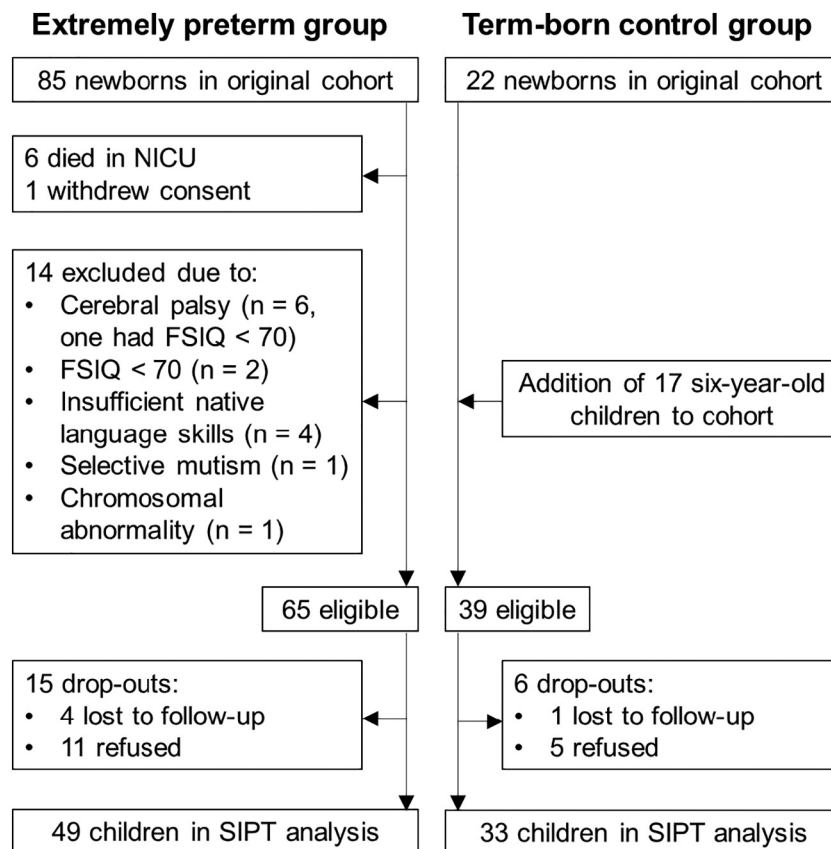 Extremely preterm group
85 newborns in original cohort
6 died in NICU
1 withdrew consent
14 excluded due to:
• Cerebral palsy (n = 6,
one had FSIQ < 70)
• FSIQ < 70 (n = 2)
• Insufficient native
language skills (n = 4)
• Selective mutism (n = 1)
• Chromosomal
abnormality (n = 1)
65 eligible
15 drop-outs:
• 4 lost to follow-up
• 11 refused
49 children in SIPT analysis
Term-born control group
22 newborns in original cohort
Addition of 17 six-year-old
children to cohort
39 eligible
6 drop-outs:
• 1 lost to follow-up
• 5 refused
33 children in SIPT analysis